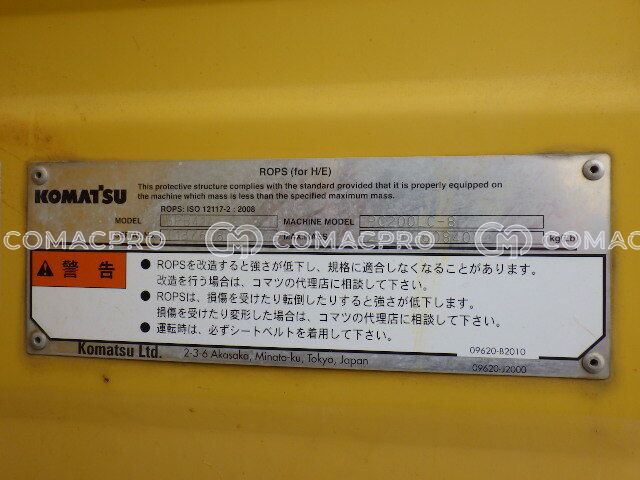 ROPS (for H/E)
KOMATSU
This protective structure complies with the standard provided that it is properly equipped on
the machine which mass is less than the specified maximum mass.
ROPS: ISO 12117-2 : 2008
MODEL
MACHINE MODEL PC200LC-8
COMACPRO COMACPRO COMACPRO
kg(Lb)
警告
● ROPSを改造すると強さが低下し、規格に適合しなくなることがあります。
改造を行う場合は、コマツの代理店に相談して下さい。
● ROPSは、損傷を受けたり転倒したりすると強さが低下します。
損傷を受けたり変形した場合は、コマツの代理店に相談して下さい。
● 運転時は、必ずシートベルトを着用して下さい。
Komatsu Ltd. 2-3-6 Akasaka, Minato-ku, Tokyo, Japan
09620-B2010
09620-J2000